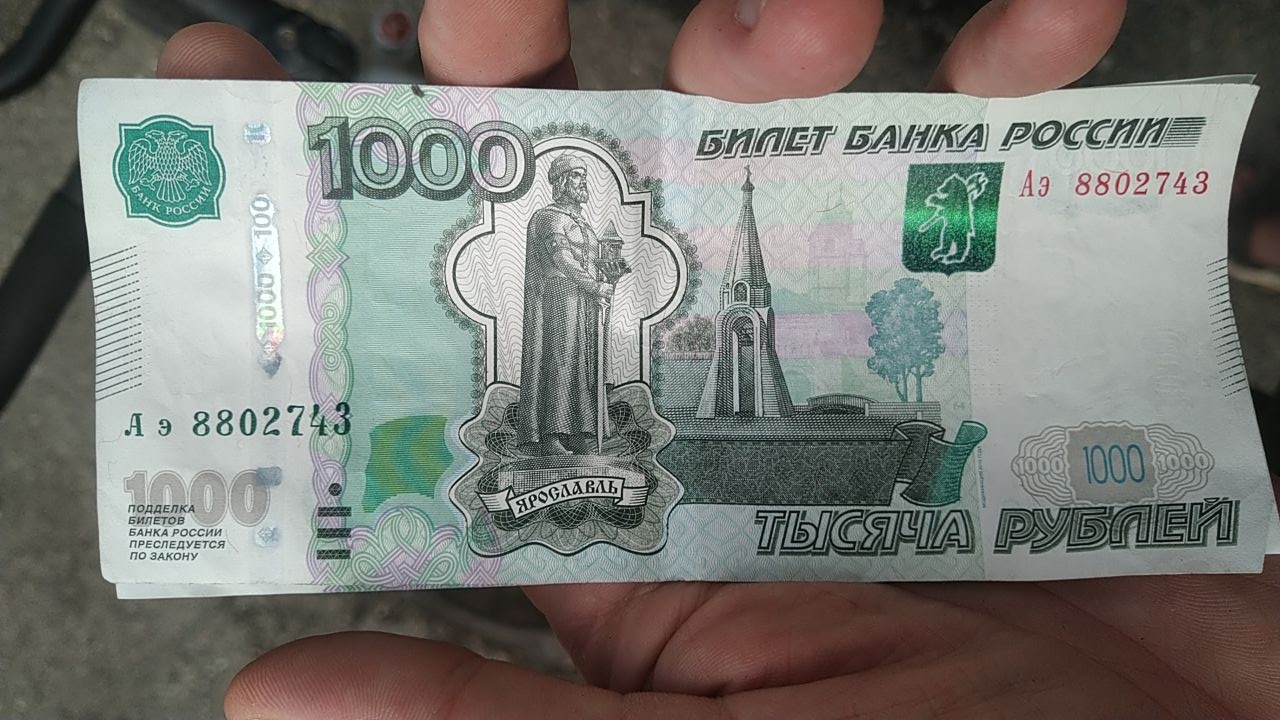 1000
БИЛЕТ БАНКА РОССИИ
Аэ 8802743
БАНК РОССИИ
1000 100
Аэ 8802743
1000
ПОДДЕЛКА
БИЛЕТОВ
БАНКА РОССИИ
ПРЕСЛЕДУЕТСЯ
ПО ЗАКОНУ
ЯРОСЛАВЛЬ
1000 1000 1000
ТЫСЯЧА РУБЛЕЙ